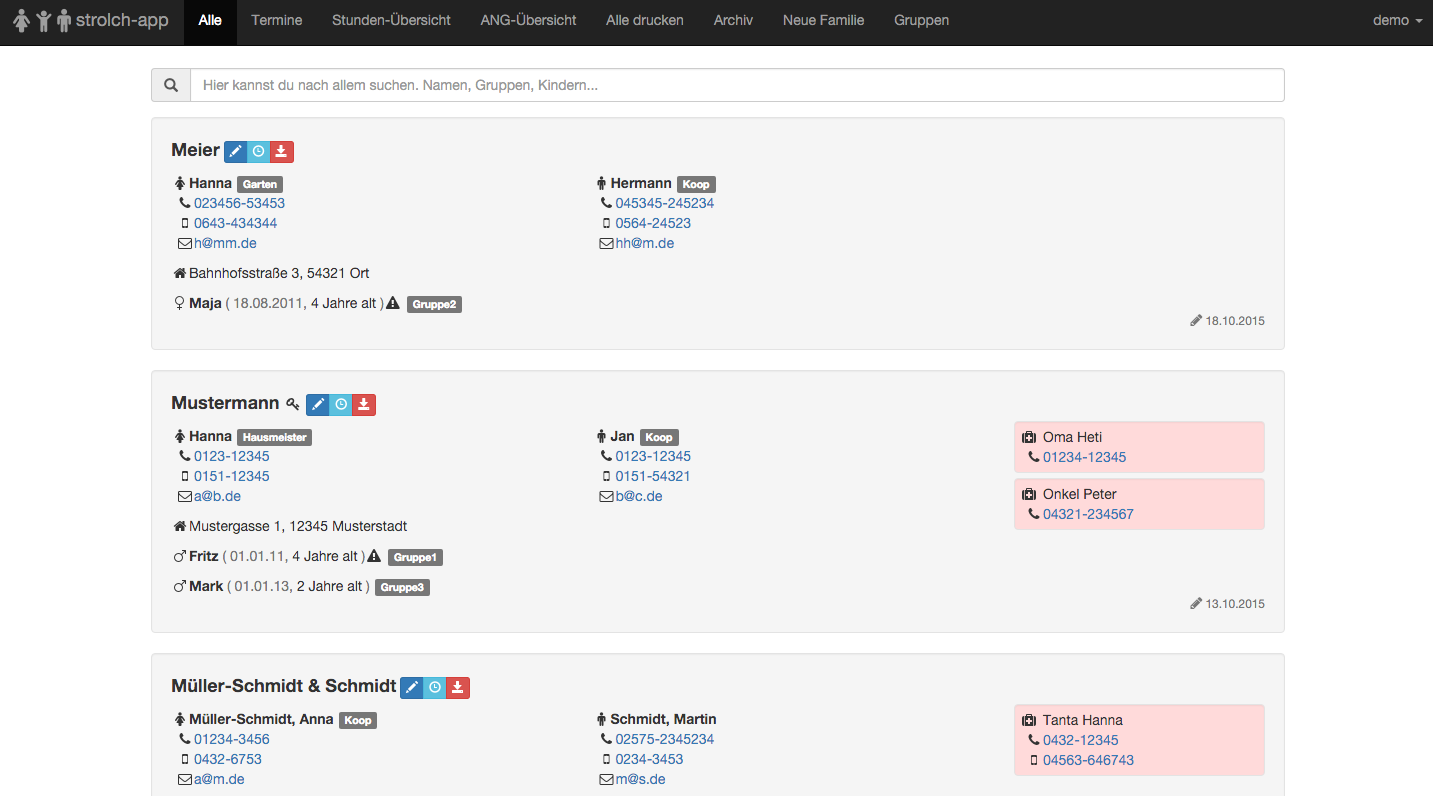 strolch-app Alle Termine Stunden-Übersicht ANG-Übersicht Alle drucken Archiv Neue Familie Gruppen demo
Hier kannst du nach allem suchen. Namen, Gruppen, Kindern...
Meier
Hanna Garten
023456-53453
0643-434344
h@mm.de
Hermann Koop
045345-245234
0564-24523
hh@m.de
Bahnhofsstraße 3, 54321 Ort
Maja ( 18.08.2011, 4 Jahre alt ) Gruppe2
18.10.2015
Mustermann
Hanna Hausmeister
0123-12345
0151-12345
a@b.de
Jan Koop
0123-12345
0151-54321
b@c.de
Oma Heti
01234-12345
Onkel Peter
04321-234567
Mustergasse 1, 12345 Musterstadt
Fritz ( 01.01.11, 4 Jahre alt ) Gruppe1
Mark ( 01.01.13, 2 Jahre alt ) Gruppe3
13.10.2015
Müller-Schmidt & Schmidt
Müller-Schmidt, Anna Koop
01234-3456
0432-6753
a@m.de
Schmidt, Martin
02575-2345234
0234-3453
m@s.de
Tanta Hanna
0432-12345
04563-646743